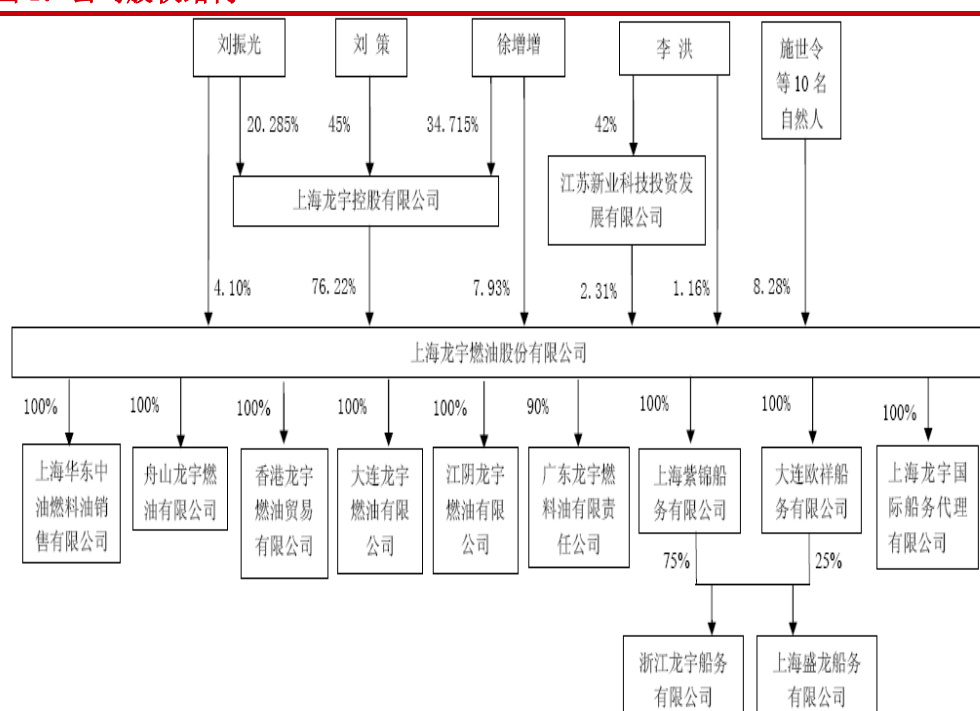 刘振光
刘 策
徐增增
李 洪
施世令
等10名
自然人
20.285%
45%
34.715%
42%
上海龙宇控股有限公司
江苏新业科技投资发
展有限公司
4.10%
76.22%
7.93%
2.31%
1.16%
8.28%
上海龙宇燃油股份有限公司
100%
100%
100%
100%
100%
90%
100%
100%
100%
上海华东中
油燃料油销
售有限公司
舟山龙宇燃
油有限公司
香港龙宇
燃油贸易
有限公司
大连龙宇
燃油有限
公司
江阴龙宇
燃油有限
公司
广东龙宇燃
料油有限责
任公司
上海紫锦船
务有限公司
大连欧祥船
务有限公司
上海龙宇国
际船务代理
有限公司
75%
25%
浙江龙宇船务
有限公司
上海盛龙船务
有限公司